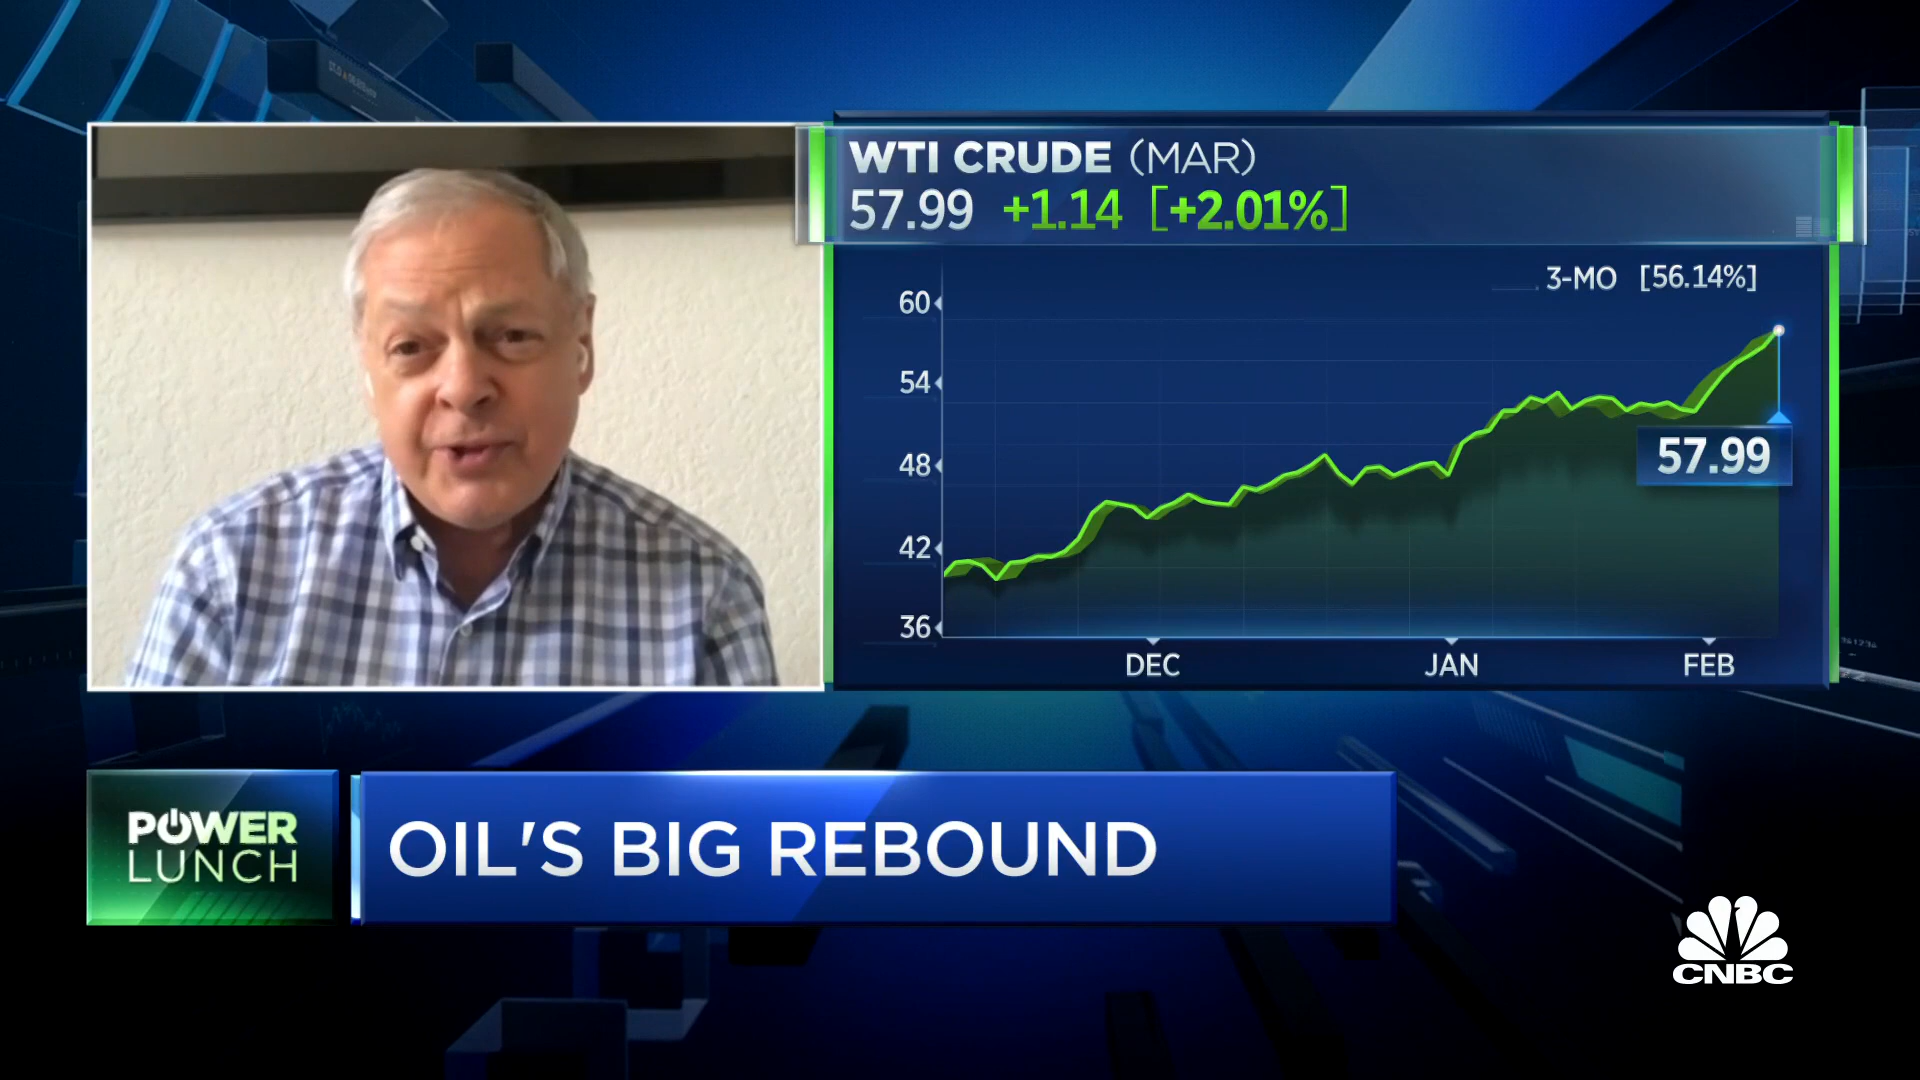 WTI CRUDE (MAR)
57.99 +1.14 [+2.01%]
3-MO [56.14%]
60
54
48
42
36
57.99
DEC JAN FEB
POWER
LUNCH
OIL'S BIG REBOUND
CNBC